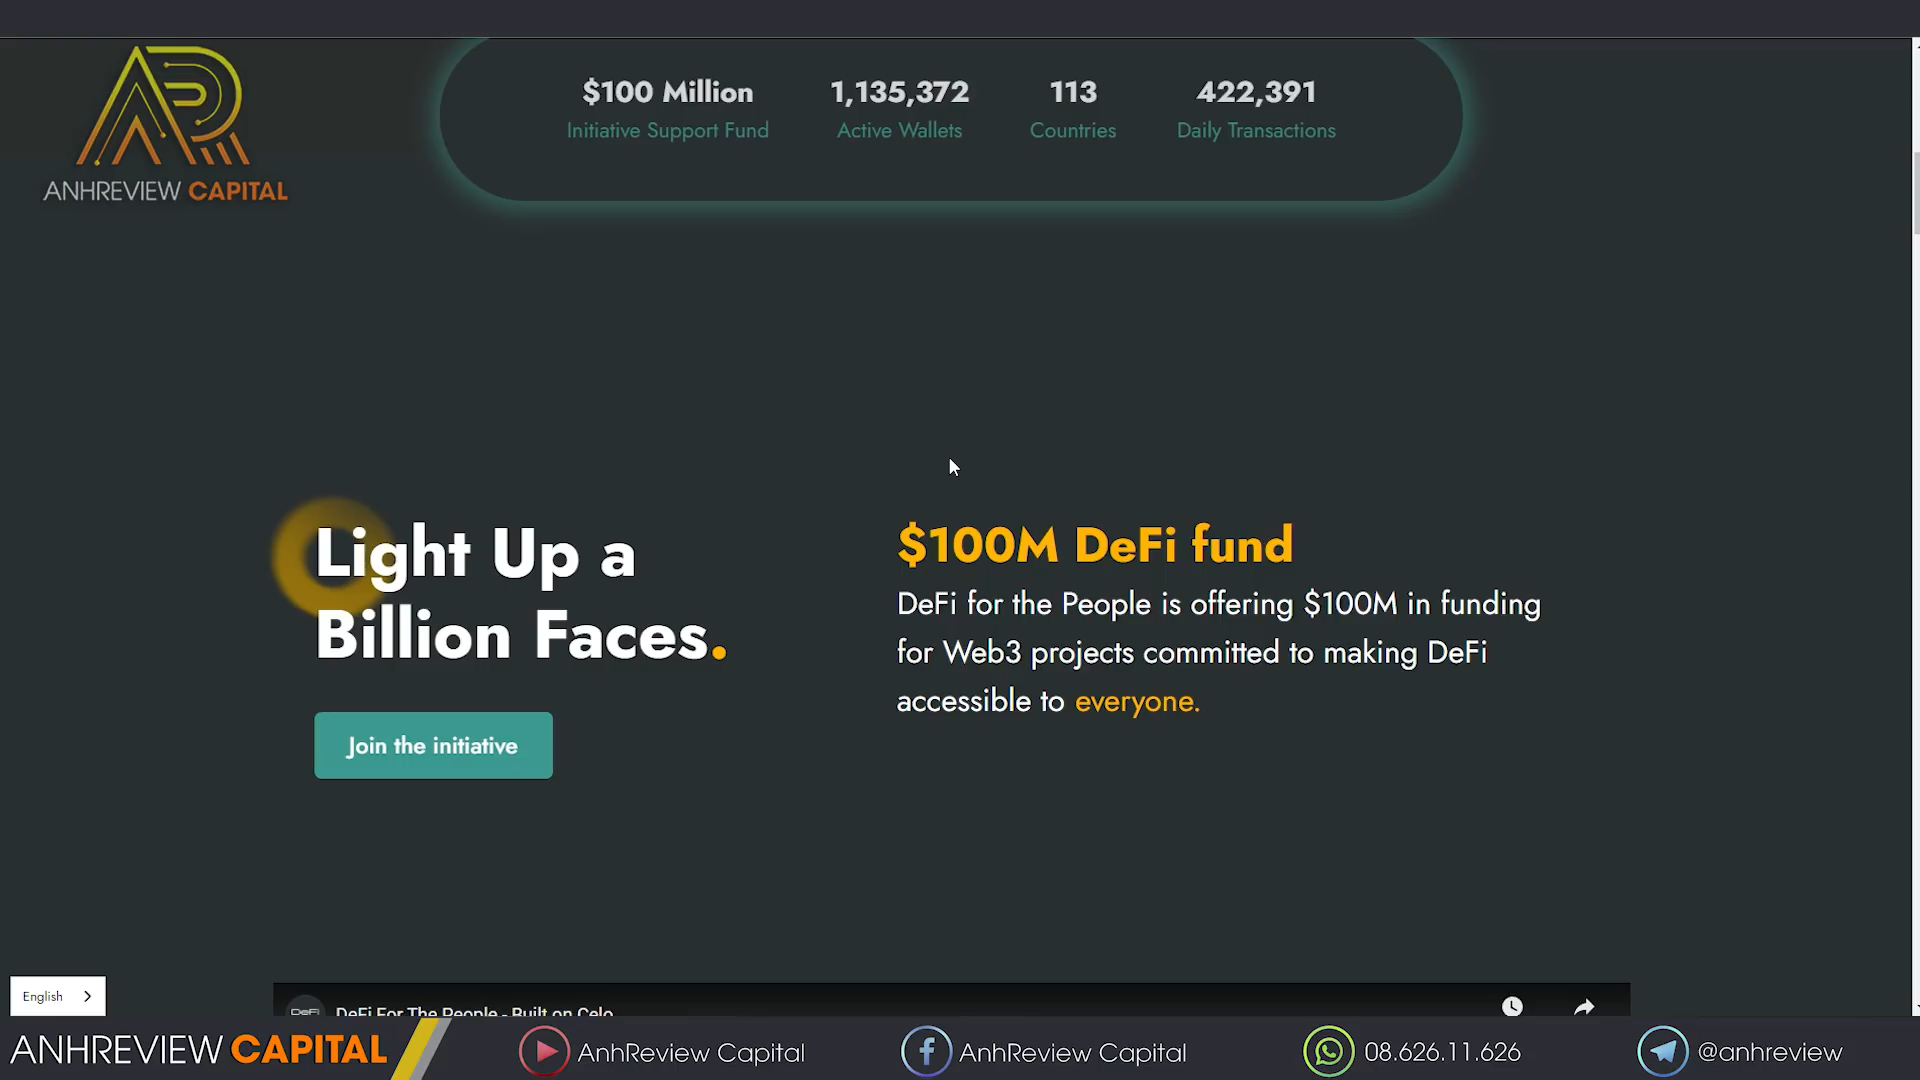 ANHREVIEW CAPITAL
$100 Million
Initiative Support Fund
1,135,372
Active Wallets
113
Countries
422,391
Daily Transactions
Light Up a
Billion Faces.
Join the initiative
$100M DeFi fund
DeFi for the People is offering $100M in funding
for Web3 projects committed to making DeFi
accessible to everyone.
English
DeFi
DeFi For The People - Built on Celo
ANHREVIEW CAPITAL
AnhReview Capital
AnhReview Capital
08.626.11.626
@anhreview